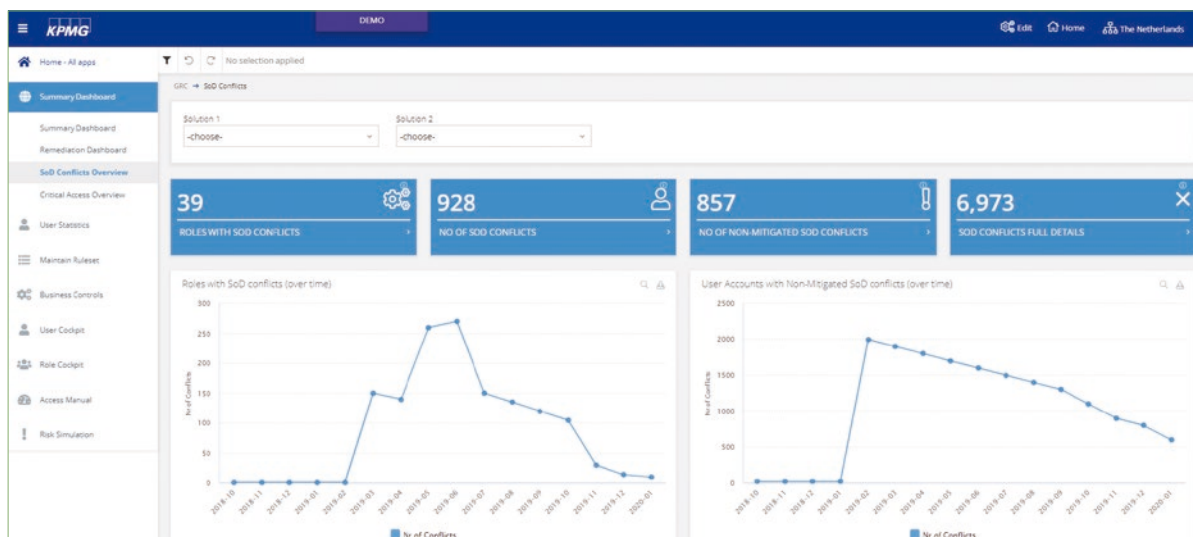 KPMG
DEMO
Edit
Home
The Netherlands
Home - All apps
No selection applied
Summary Dashboard
GRC → SoD Conflicts
Summary Dashboard
Remediation Dashboard
SoD Conflicts Overview
Critical Access Overview
User Statistics
Maintain Ruleset
Business Controls
User Cockpit
Role Cockpit
Access Manual
Risk Simulation
Solution 1
-choose-
Solution 2
-choose-
39
ROLES WITH SOD CONFLICTS
928
NO OF SOD CONFLICTS
857
NO OF NON-MITIGATED SOD CONFLICTS
6,973
SOD CONFLICTS FULL DETAILS
Roles with SoD conflicts (over time)
300
250
200
150
100
50
0
Nr of Conflicts
2018-10
2018-11
2018-12
2019-01
2019-02
2019-03
2019-04
2019-05
2019-06
2019-07
2019-08
2019-09
2019-10
2019-11
2019-12
2020-01
Nr of Conflicts
User Accounts with Non-Mitigated SoD conflicts (over time)
2500
2000
1500
1000
500
0
Nr of Conflicts
2018-10
2018-11
2018-12
2019-01
2019-02
2019-03
2019-04
2019-05
2019-06
2019-07
2019-08
2019-09
2019-10
2019-11
2019-12
2020-01
Nr of Conflicts